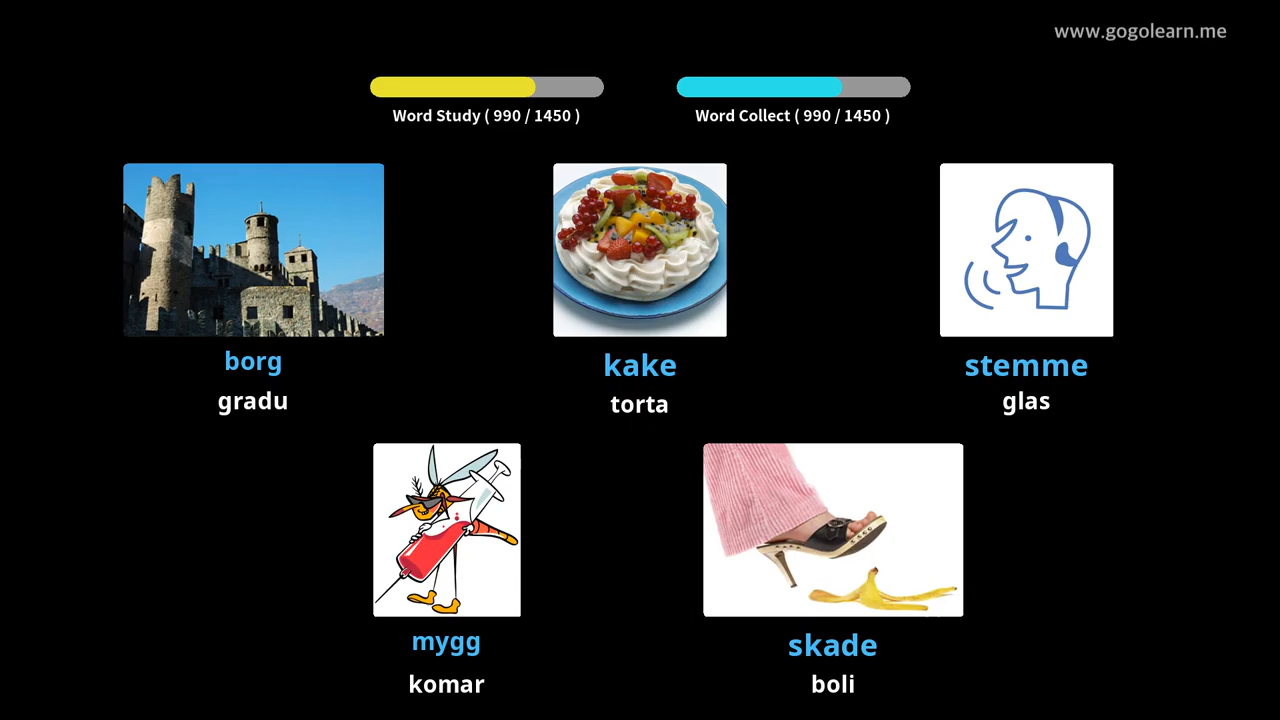 www.gogolearn.me
Word Study ( 990 / 1450 )
Word Collect ( 990 / 1450 )
borg
gradu
kake
torta
stemme
glas
mygg
komar
skade
boli